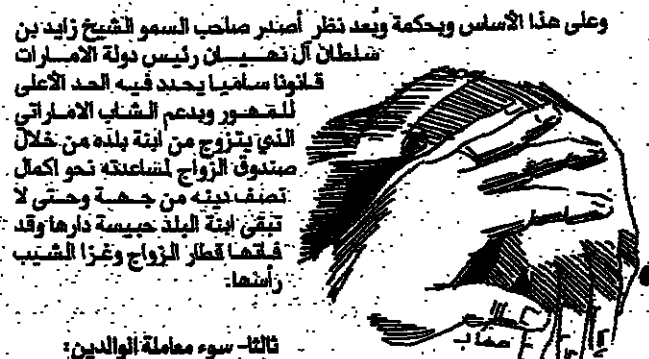 وعلى هذا الأساس وبحكمة وبُعد نظر أصدر صاحب السمو الشيخ زايد بن
سلطان آل نهيان رئيس دولة الامارات
قانونا ساميا يحدد فيه الحد الأعلى
للمهور ويدعم الشاب الاماراتي
الذي يتزوج من ابنة بلده من خلال
صندوق الزواج لمساعدته نحو اكمال
نصف دينه من جهة وحتى لا
تبقى ابنة البلد حبيسة دارها وقد
فاتها قطار الزواج وغزا الشيب
رأسها.
ثالثا- سوء معاملة الوالدين: